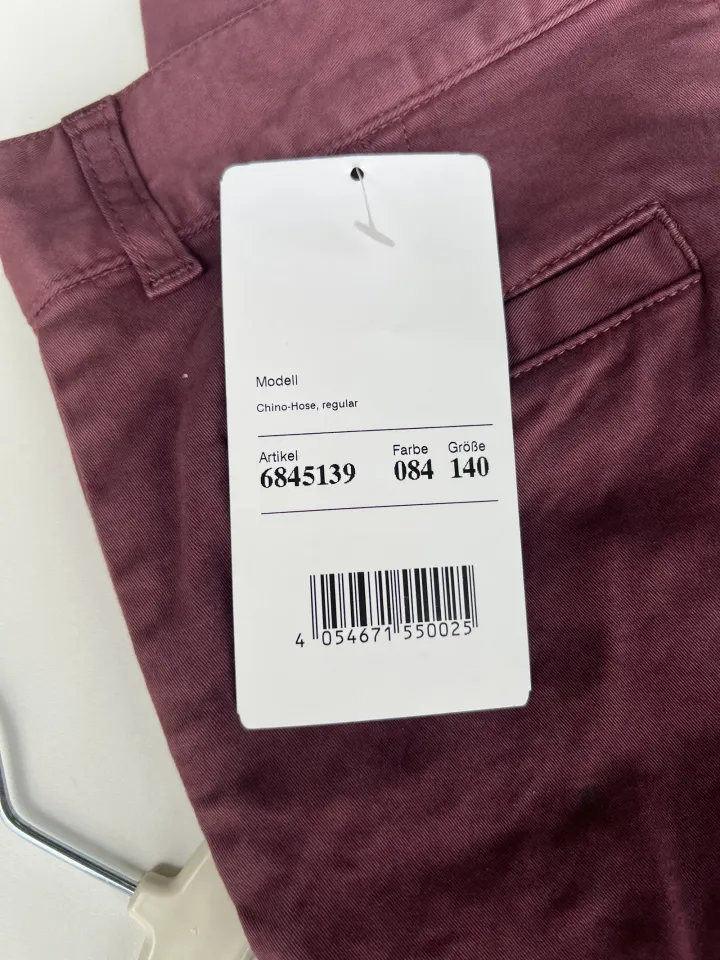 Modell
Chino-Hose, regular
Artikel Farbe Größe
6845139 084 140
4 054671 550025